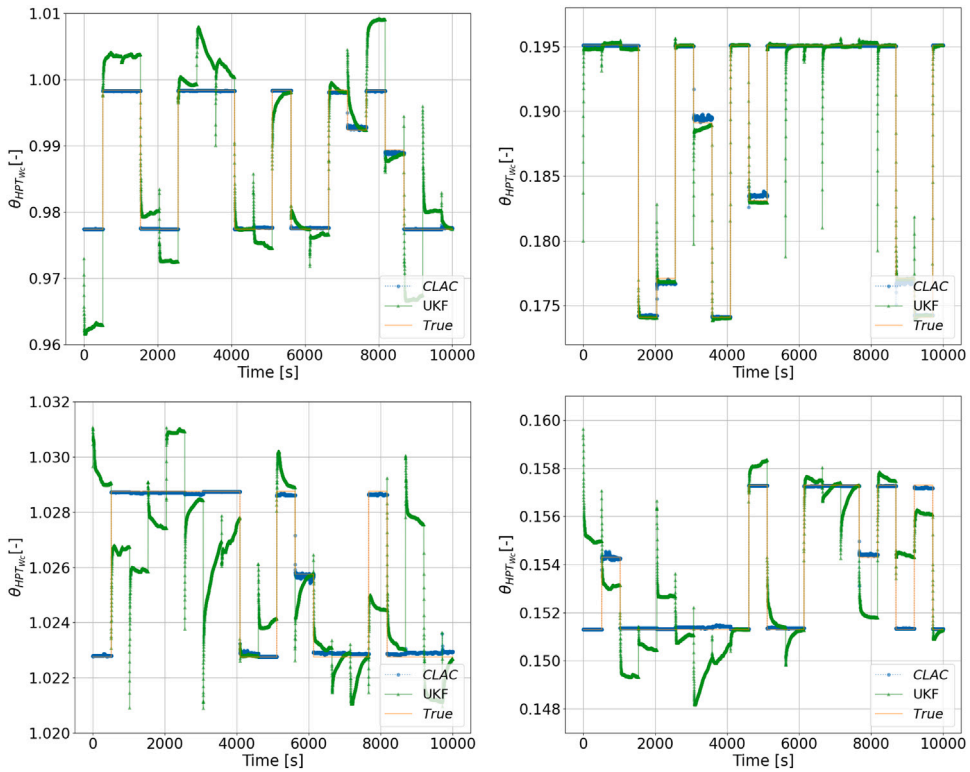 1.01
1.00
0.99
0.98
0.97
0.96
θHPTWc[-]
0 2000 4000 6000 8000 10000
Time [s]
CLAC
UKF
True
0.195
0.190
0.185
0.180
0.175
θHPTWc[-]
0 2000 4000 6000 8000 10000
Time [s]
CLAC
UKF
True
1.032
1.030
1.028
1.026
1.024
1.022
1.020
θHPTWc[-]
0 2000 4000 6000 8000 10000
Time [s]
CLAC
UKF
True
0.160
0.158
0.156
0.154
0.152
0.150
0.148
θHPTWc[-]
0 2000 4000 6000 8000 10000
Time [s]
CLAC
UKF
True